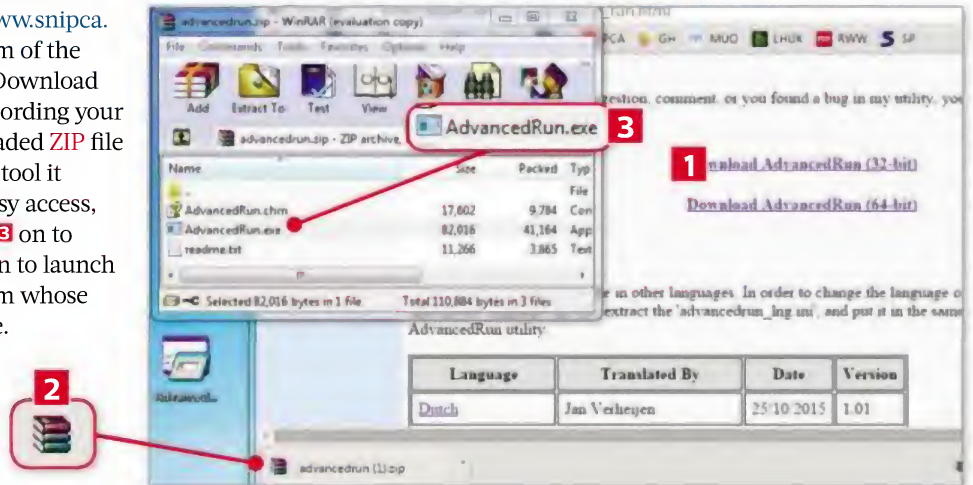 ww.snipca.
m of the
Download
ording your
aded ZIP file
tool it
sy access,
3 on to
n to launch
m whose
e.
advancedrun.zip - WinRAR (evaluation copy)
File Commands Tools Favorites Options Help
Add Extract To Test View
advancedrun.zip - ZIP archive,
AdvancedRun.exe 3
Name Size Packed Typ
File
AdvancedRun.chm 17,602 9,784 Com
AdvancedRun.exe 82,016 41,164 App
readme.txt 11,266 3,865 Text
Selected 82,016 bytes in 1 file Total 110,884 bytes in 3 files
PCA GH MUO LHUK RWW SP
gestion, comment, or you found a bug in my utility, you
1 wnload AdvancedRun (32-bit)
Download AdvancedRun (64-bit)
e in other languages. In order to change the language o
extract the 'advancedrun_lng.ini', and put it in the same
AdvancedRun utility
Language Translated By Date Version
Dutch Jan Verheijen 25/10/2015 1.01
2
advancedrun (1).zip